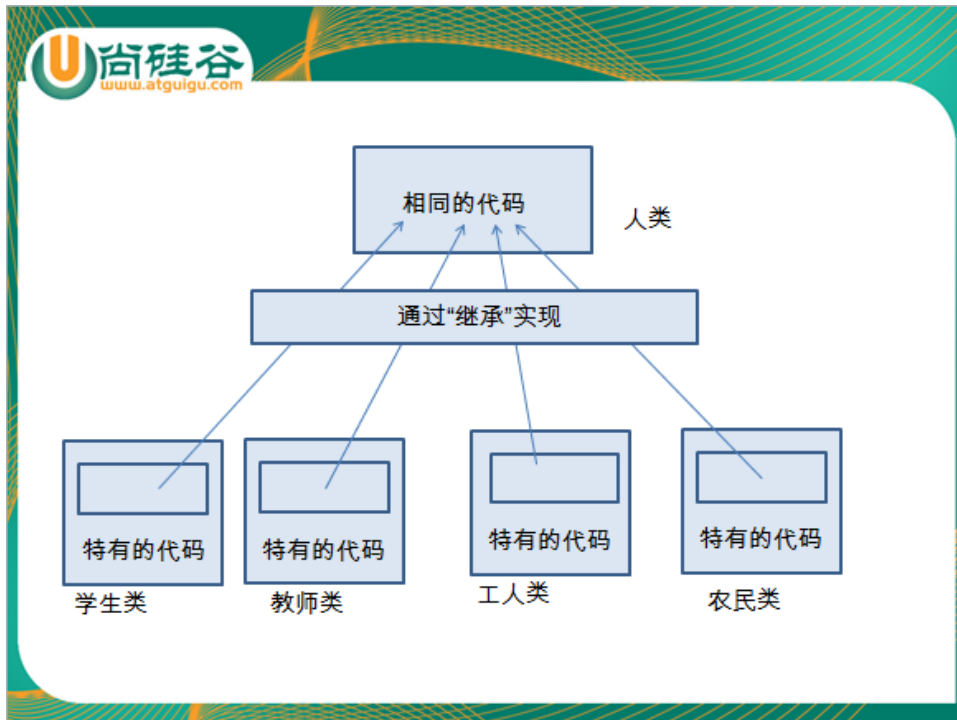 尚硅谷
www.atguigu.com
相同的代码
人类
通过“继承”实现
特有的代码
特有的代码
特有的代码
特有的代码
学生类
教师类
工人类
农民类